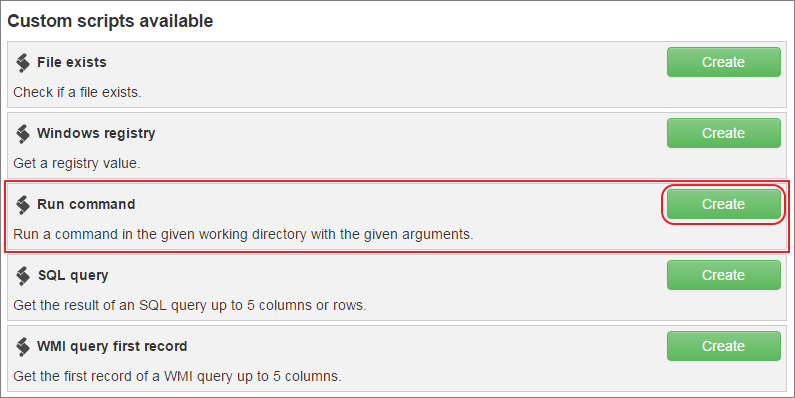 Custom scripts available
File exists Create
Check if a file exists.
Windows registry Create
Get a registry value.
Run command Create
Run a command in the given working directory with the given arguments.
SQL query Create
Get the result of an SQL query up to 5 columns or rows.
WMI query first record Create
Get the first record of a WMI query up to 5 columns.